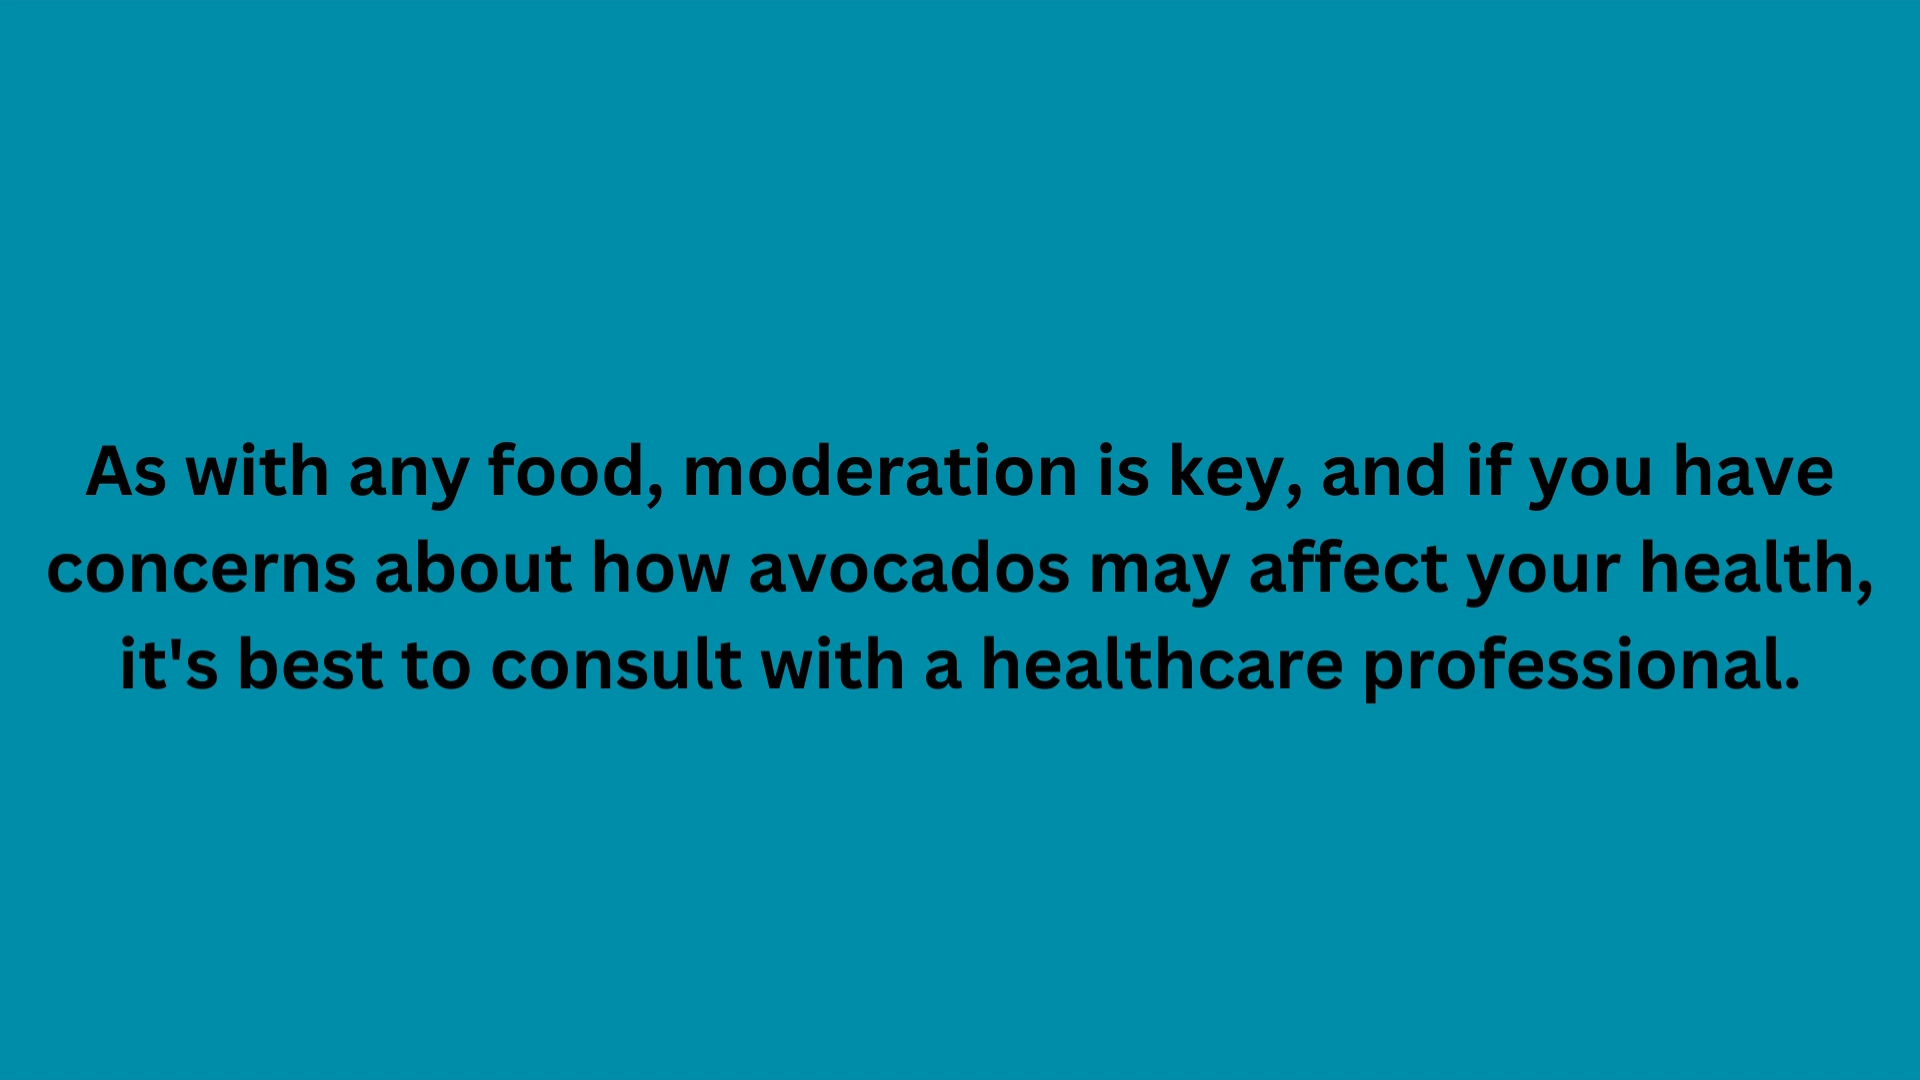 As with any food, moderation is key, and if you have
concerns about how avocados may affect your health,
it's best to consult with a healthcare professional.